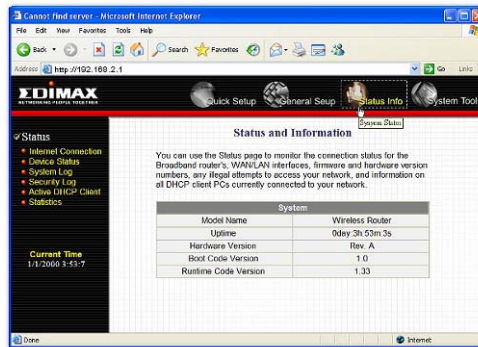 Cannot find server - Microsoft Internet Explorer
File Edit View Favorites Tools Help
Back Search Favorites
Address http://192.168.2.1 Go Links
EDIMAX
NETWORKING PEOPLE TOGETHER
Quick Setup General Seup Status Info System Tool
Sysyem Status
Status
Internet Connection
Device Status
System Log
Security Log
Active DHCP Client
Statistics
Current Time
1/1/2000 3:53:7
Status and Information
You can use the Status page to monitor the connection status for the
Broadband router's, WAN/LAN interfaces, firmware and hardware version
numbers, any illegal attempts to access your network, and information on
all DHCP client PCs currently connected to your network.
System
Model Name Wireless Router
Uptime 0day:3h:53m:3s
Hardware Version Rev. A
Boot Code Version 1.0
Runtime Code Version 1.33
Done Internet